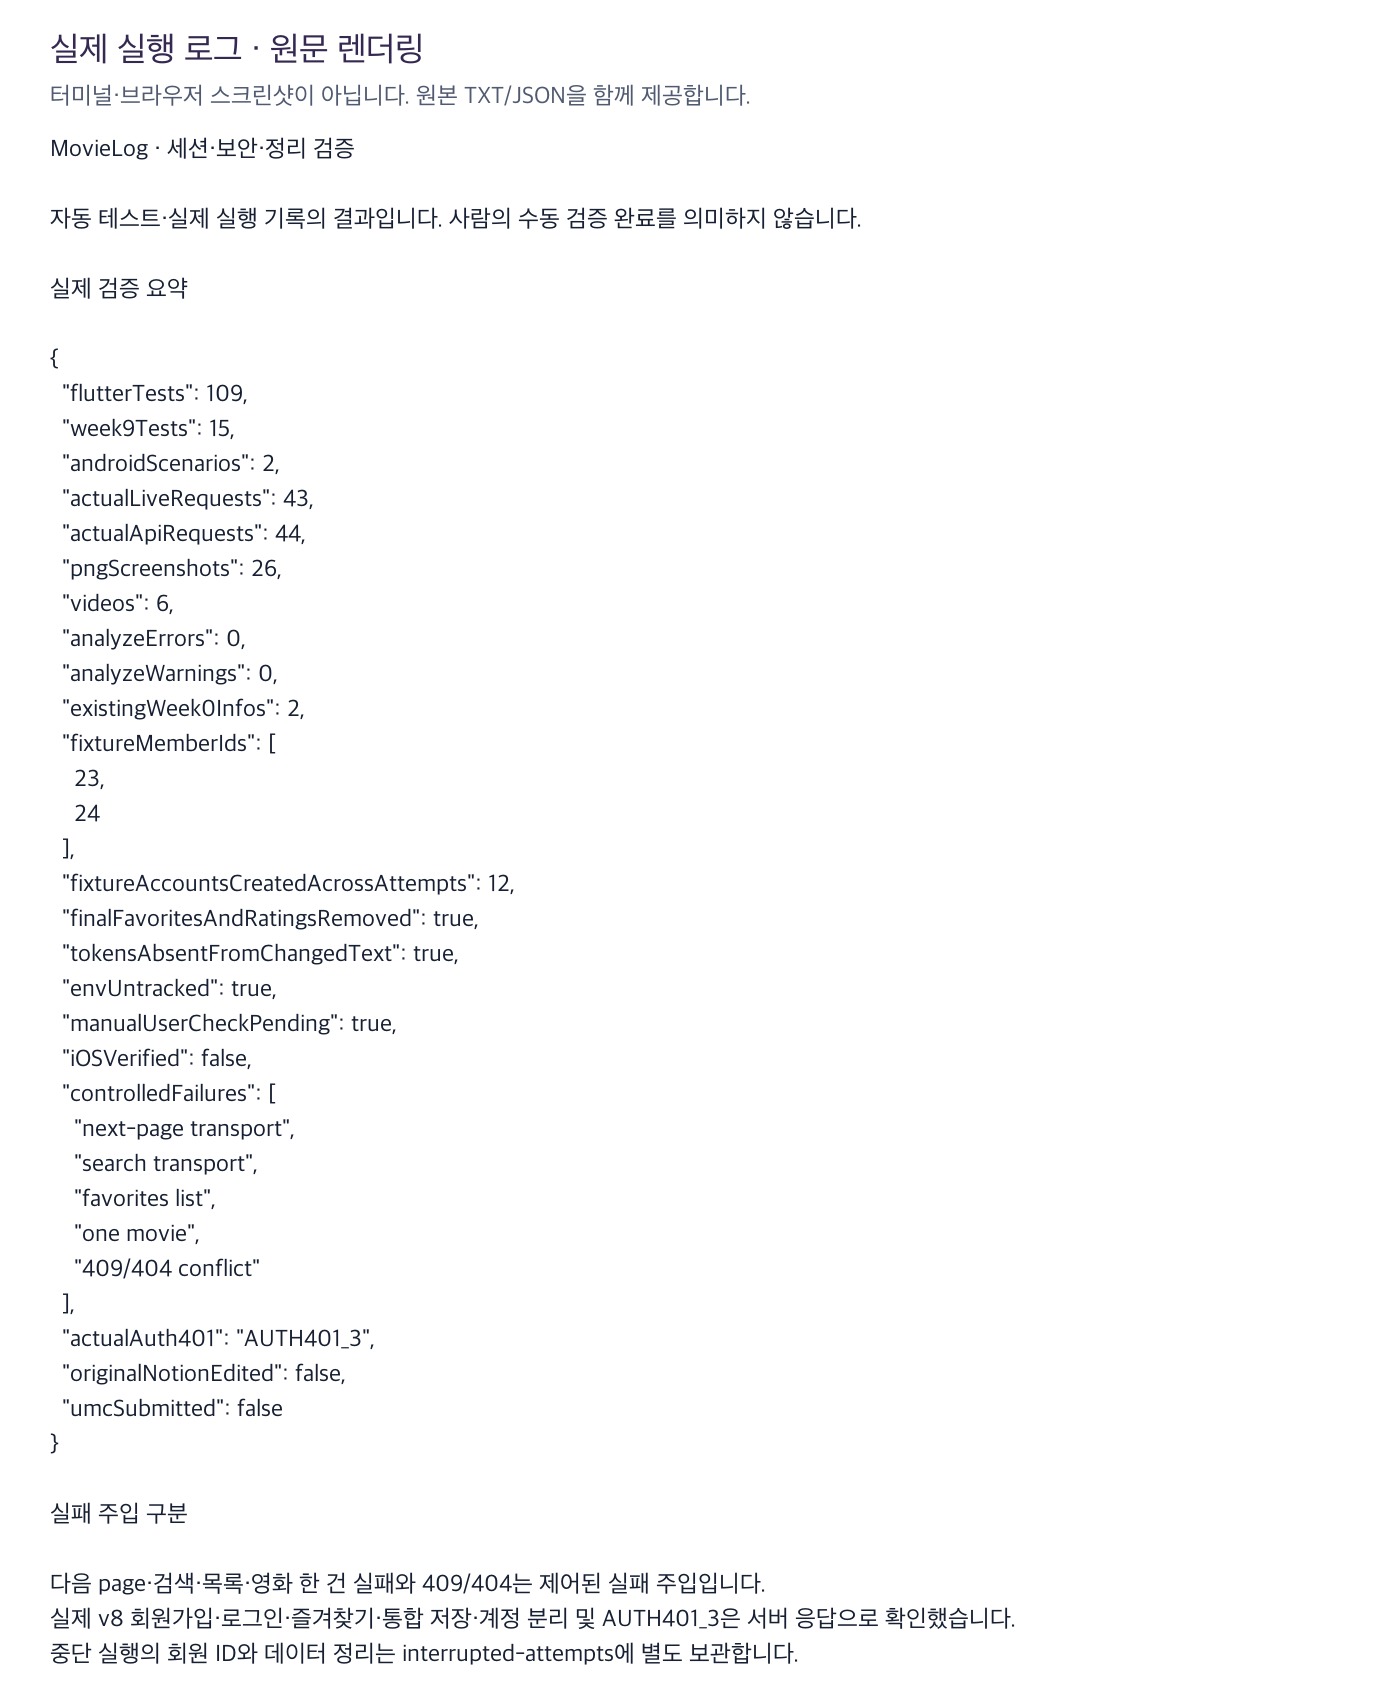 실제 실행 로그 · 원문 렌더링
터미널·브라우저 스크린샷이 아닙니다. 원본 TXT/JSON을 함께 제공합니다.
MovieLog · 세션·보안·정리 검증
자동 테스트·실제 실행 기록의 결과입니다. 사람의 수동 검증 완료를 의미하지 않습니다.
실제 검증 요약
{
  "flutterTests": 109,
  "week9Tests": 15,
  "androidScenarios": 2,
  "actualLiveRequests": 43,
  "actualApiRequests": 44,
  "pngScreenshots": 26,
  "videos": 6,
  "analyzeErrors": 0,
  "analyzeWarnings": 0,
  "existingWeek0Infos": 2,
  "fixtureMemberIds": [
    23,
    24
  ],
  "fixtureAccountsCreatedAcrossAttempts": 12,
  "finalFavoritesAndRatingsRemoved": true,
  "tokensAbsentFromChangedText": true,
  "envUntracked": true,
  "manualUserCheckPending": true,
  "iOSVerified": false,
  "controlledFailures": [
    "next-page transport",
    "search transport",
    "favorites list",
    "one movie",
    "409/404 conflict"
  ],
  "actualAuth401": "AUTH401_3",
  "originalNotionEdited": false,
  "umcSubmitted": false
}
실패 주입 구분
다음 page·검색·목록·영화 한 건 실패와 409/404는 제어된 실패 주입입니다.
실제 v8 회원가입·로그인·즐겨찾기·통합 저장·계정 분리 및 AUTH401_3은 서버 응답으로 확인했습니다.
중단 실행의 회원 ID와 데이터 정리는 interrupted-attempts에 별도 보관합니다.